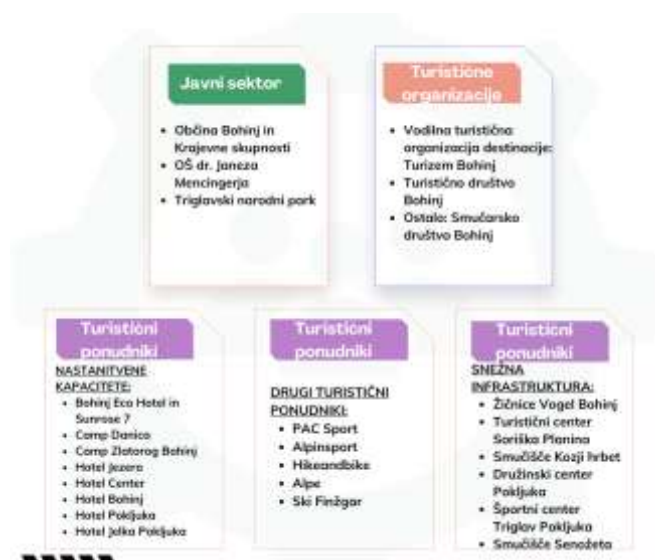 Javni sektor
• Občina Bohinj in
Krajevne skupnosti
• OŠ dr. Janeza
Mencingerja
• Triglavski narodni park
Turistične
organizacije
• Vodilna turistična
organizacija destinacije:
Turizem Bohinj
• Turistično društvo
Bohinj
• Ostalo: Smučarsko
društvo Bohinj
Turistični
ponudniki
NASTANITVENE
KAPACITETE:
• Bohinj Eco Hotel in
Sunrose 7
• Camp Danica
• Camp Zlatorog Bohinj
• Hotel Jezero
• Hotel Center
• Hotel Bohinj
• Hotel Pokljuka
• Hotel Jelka Pokljuka
Turistični
ponudniki
DRUGI TURISTIČNI
PONUDNIKI:
• PAC Sport
• Alpinsport
• Hikeandbike
• Alpe
• Ski Finžgar
Turistični
ponudniki
SNEŽNA
INFRASTRUKTURA:
• Žičnice Vogel Bohinj
• Turistični center
Soriška Planina
• Smučišče Kozji hrbet
• Družinski center
Pokljuka
• Športni center
Triglav Pokljuka
• Smučišče Senožeta